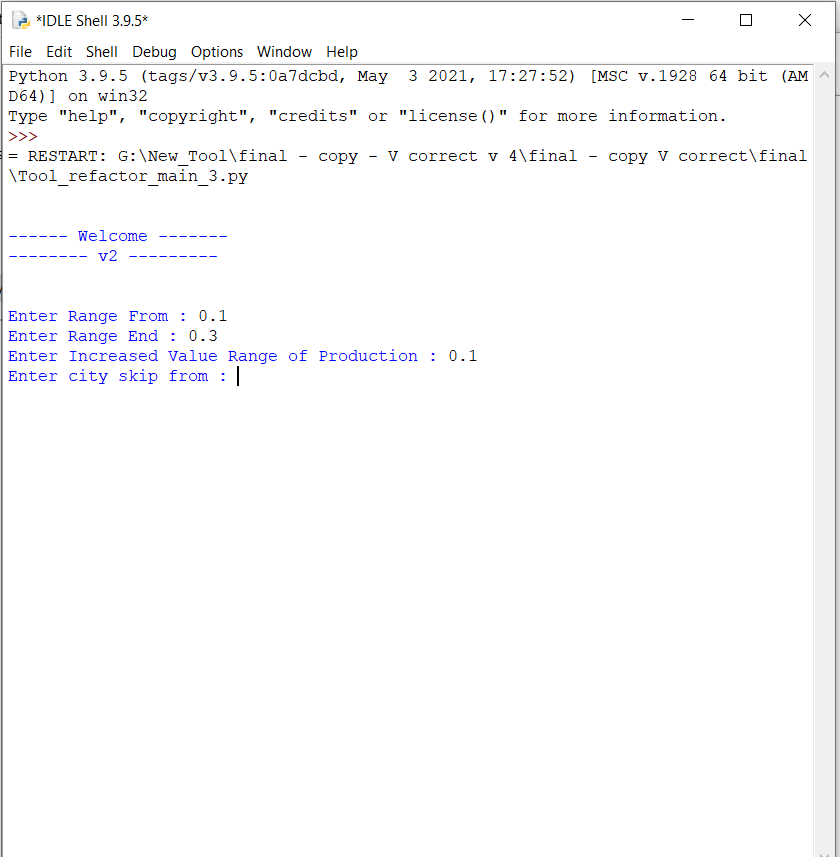 *IDLE Shell 3.9.5*
File Edit Shell Debug Options Window Help
Python 3.9.5 (tags/v3.9.5:0a7dcbd, May  3 2021, 17:27:52) [MSC v.1928 64 bit (AM
D64)] on win32
Type "help", "copyright", "credits" or "license()" for more information.
>>>
= RESTART: G:\New_Tool\final - copy - V correct v 4\final - copy V correct\final
\Tool_refactor_main_3.py
------ Welcome -------
-------- v2 ---------
Enter Range From : 0.1
Enter Range End : 0.3
Enter Increased Value Range of Production : 0.1
Enter city skip from :